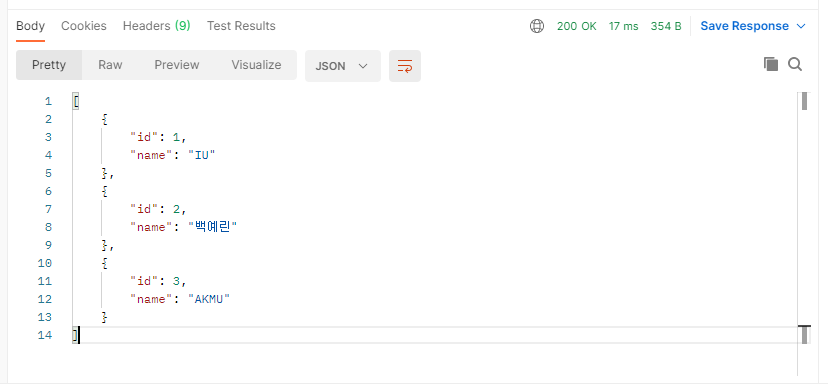 Body Cookies Headers (9) Test Results 200 OK 17 ms 354 B Save Response
Pretty Raw Preview Visualize JSON
1 [
2 {
3 "id": 1,
4 "name": "IU"
5 },
6 {
7 "id": 2,
8 "name": "백예린"
9 },
10 {
11 "id": 3,
12 "name": "AKMU"
13 }
14 ]